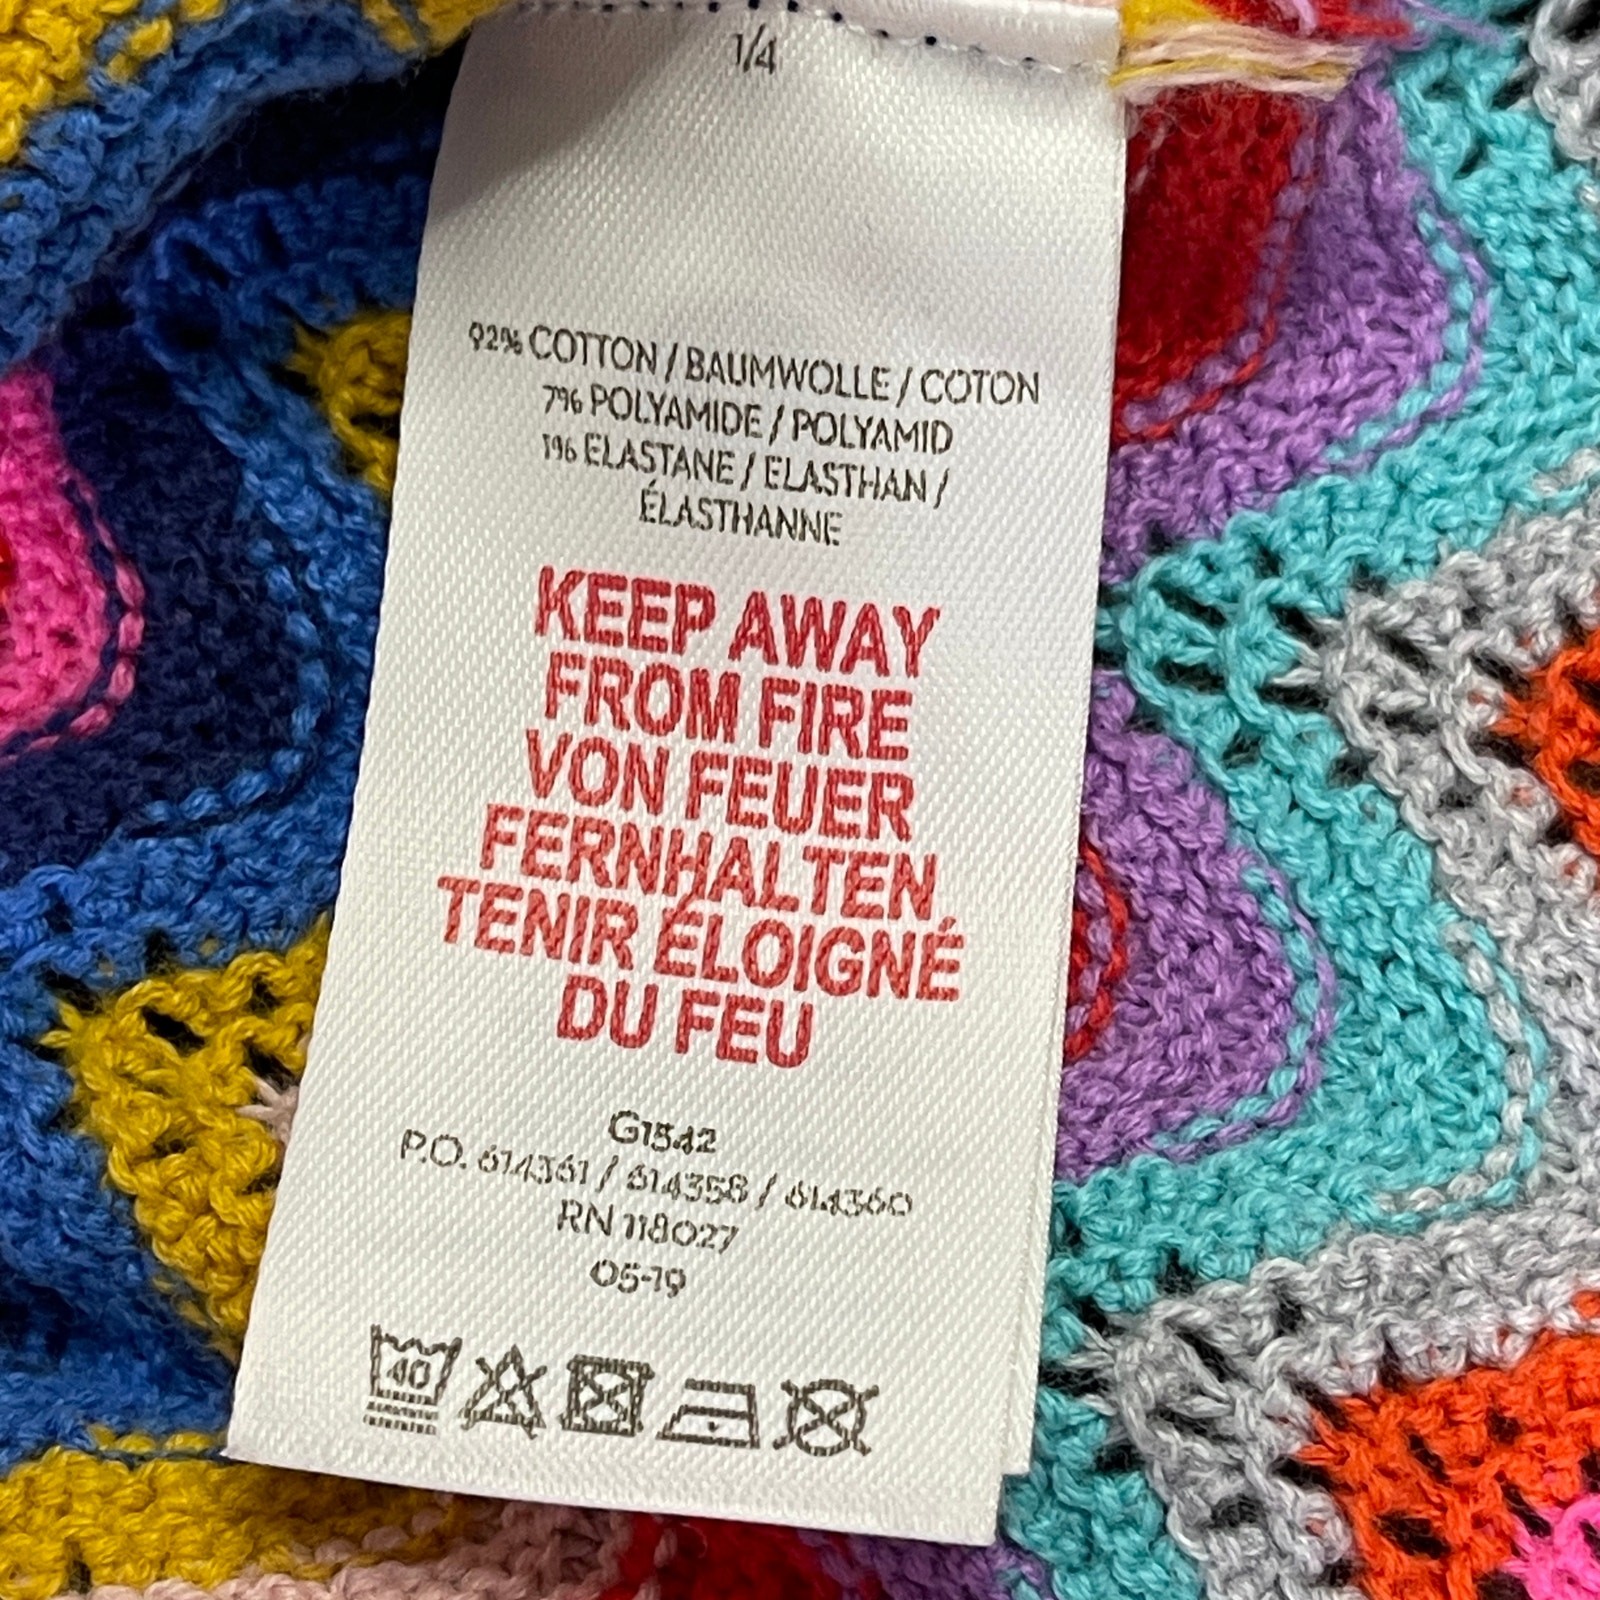 1/4
92% COTTON / BAUMWOLLE / COTON
7% POLYAMIDE / POLYAMID
1% ELASTANE / ELASTHAN /
ÉLASTHANNE
KEEP AWAY
FROM FIRE
VON FEUER
FERNHALTEN
TENIR ÉLOIGNÉ
DU FEU
G1542
P.O. 614361 / 614358 / 614360
RN 118027
05-19
40